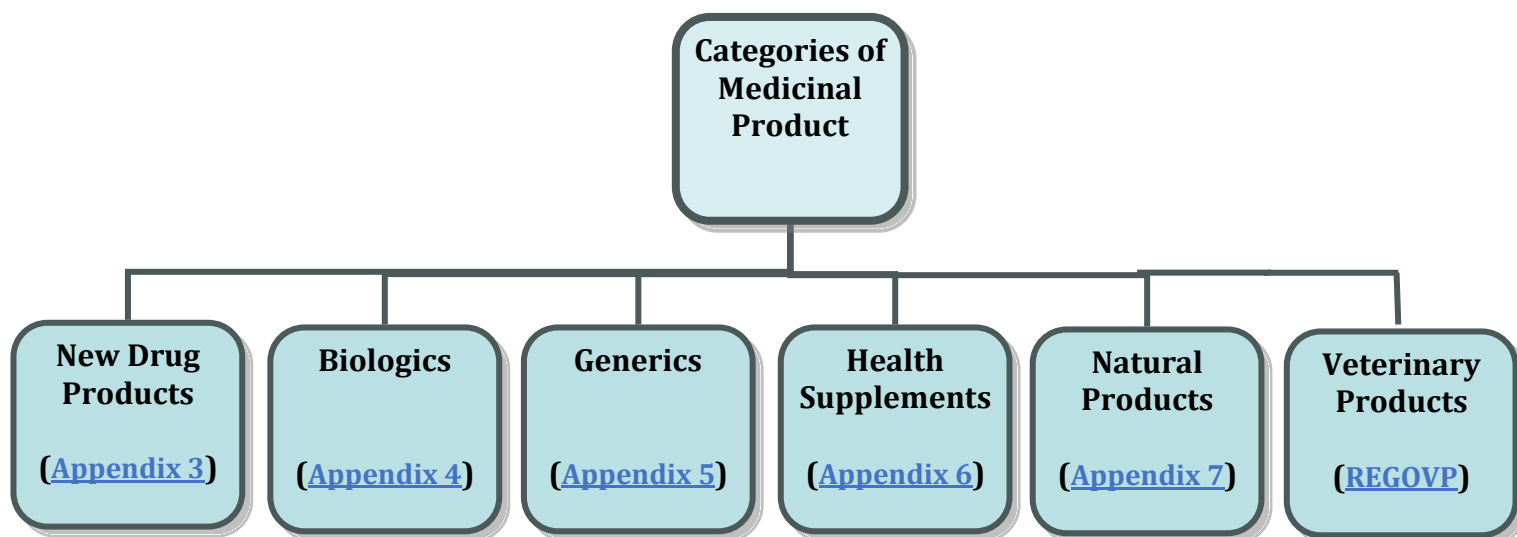 Categories of
Medicinal
Product
New Drug
Products
(Appendix 3)
Biologics
(Appendix 4)
Generics
(Appendix 5)
Health
Supplements
(Appendix 6)
Natural
Products
(Appendix 7)
Veterinary
Products
(REGOVP)